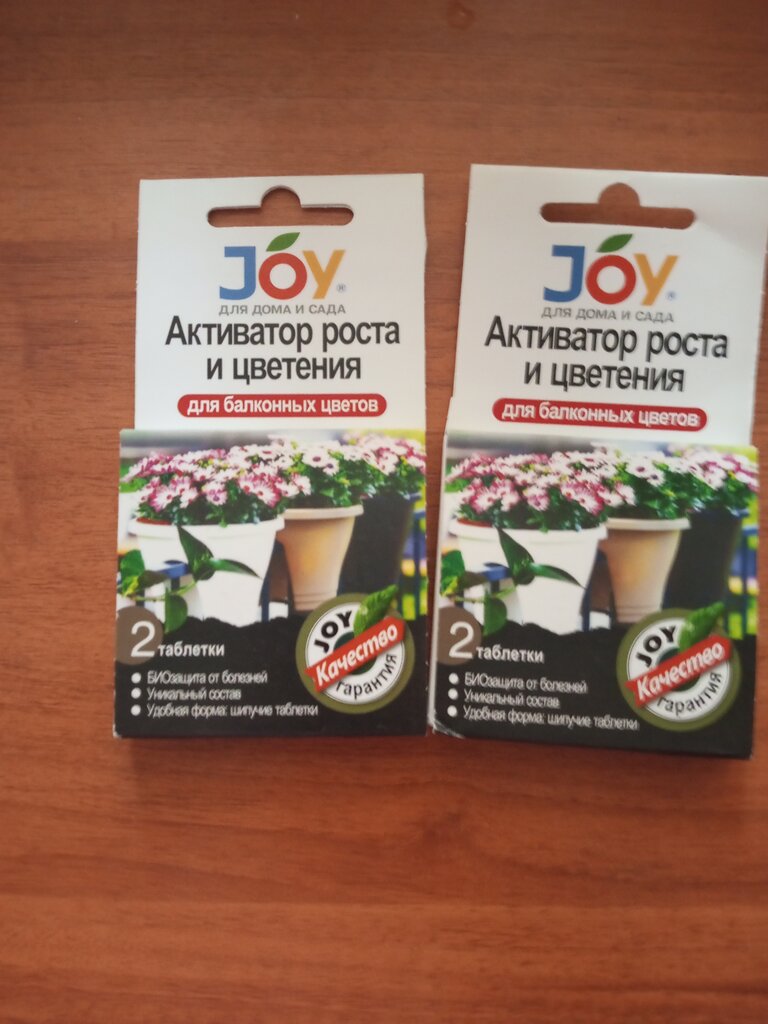 JOY®
ДЛЯ ДОМА И САДА
Активатор роста
и цветения
для балконных цветов
2 таблетки
БИОзащита от болезней
Уникальный состав
Удобная форма: шипучие таблетки
JOY
Качество
гарантия
JOY®
ДЛЯ ДОМА И САДА
Активатор роста
и цветения
для балконных цветов
2 таблетки
БИОзащита от болезней
Уникальный состав
Удобная форма: шипучие таблетки
JOY
Качество
гарантия